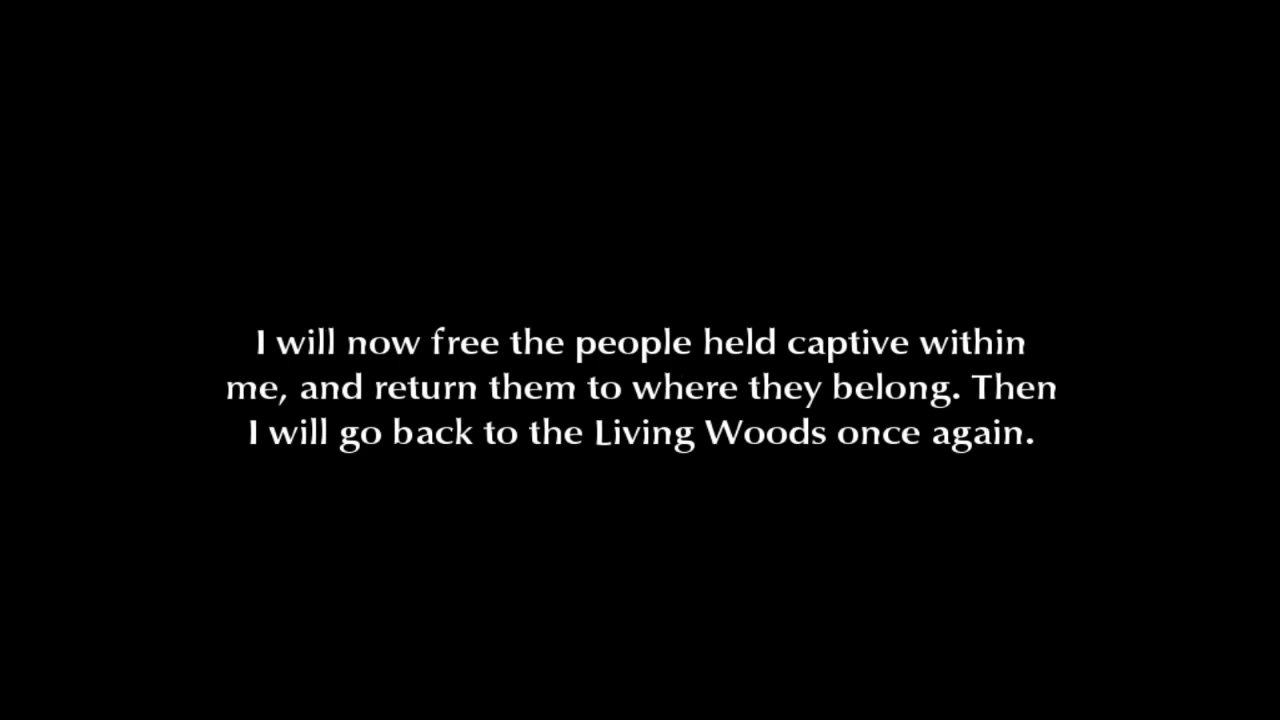 I will now free the people held captive within
me, and return them to where they belong. Then
I will go back to the Living Woods once again.